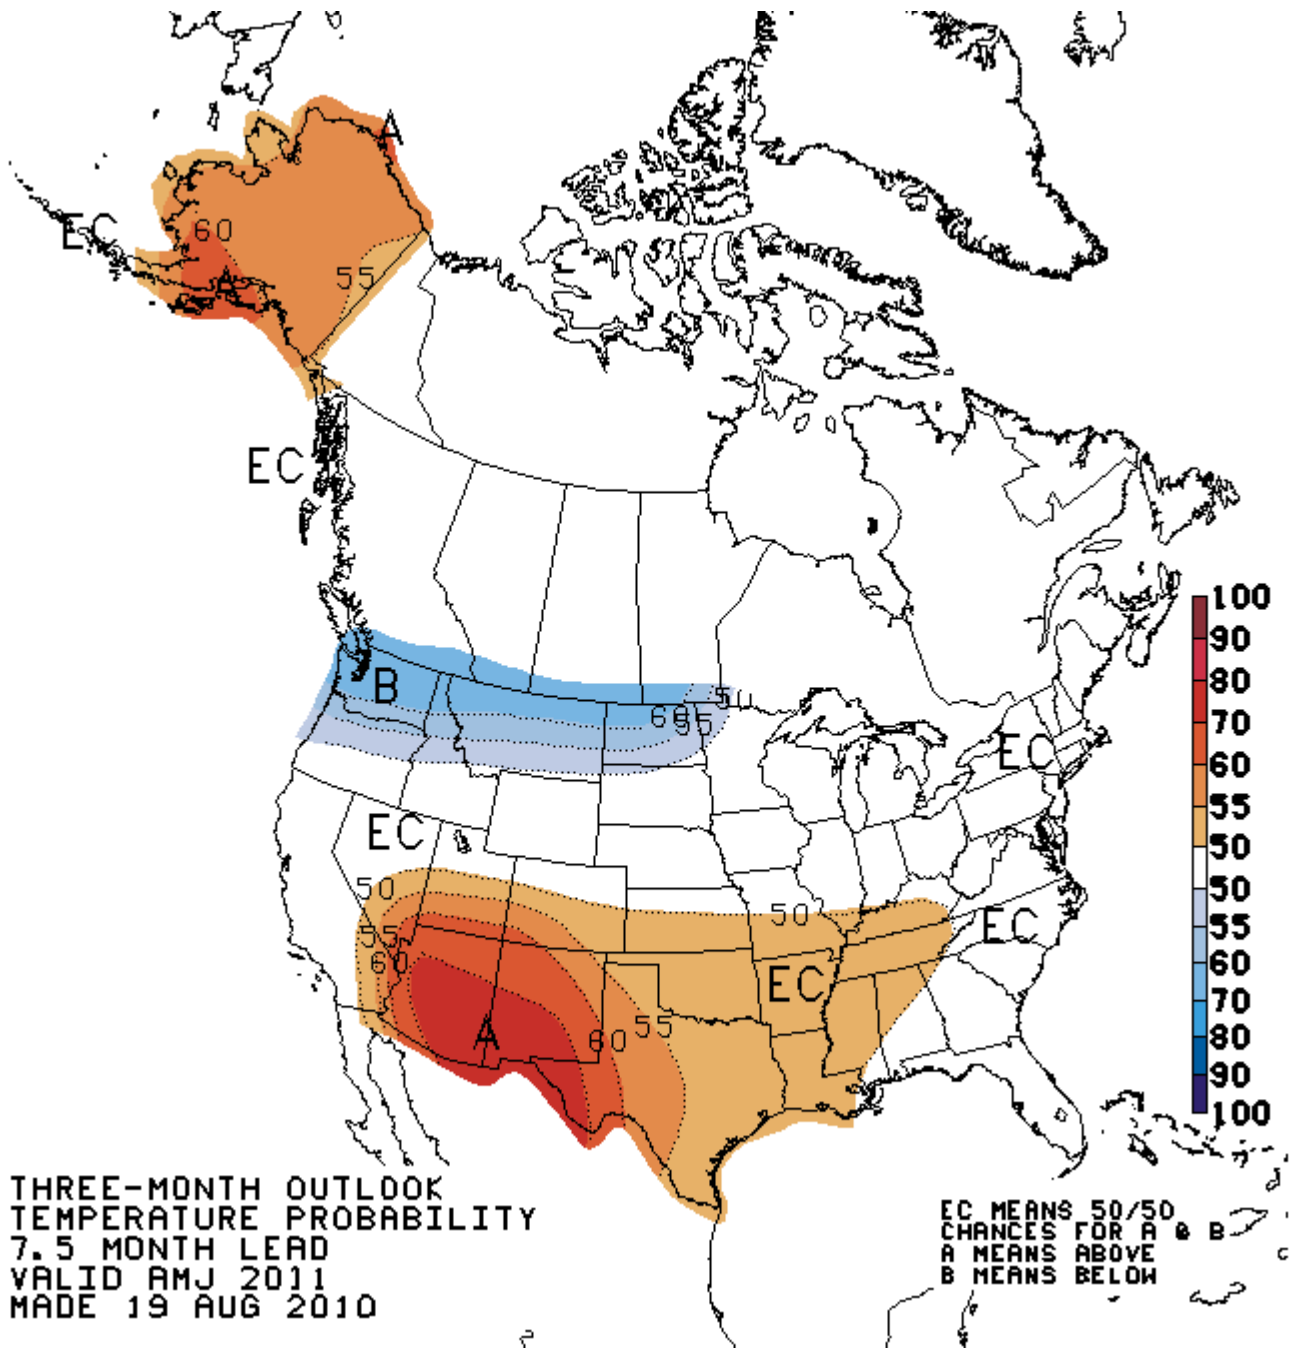 A
EC
60
A
55
EC
B
50
60
55
EC
EC
50
50
55
EC
60
EC
55
A
60
100
90
80
70
60
55
50
50
55
60
70
80
90
100
THREE-MONTH OUTLOOK
TEMPERATURE PROBABILITY
7.5 MONTH LEAD
VALID AMJ 2011
MADE 19 AUG 2010
EC MEANS 50/50
CHANCES FOR A & B
A MEANS ABOVE
B MEANS BELOW